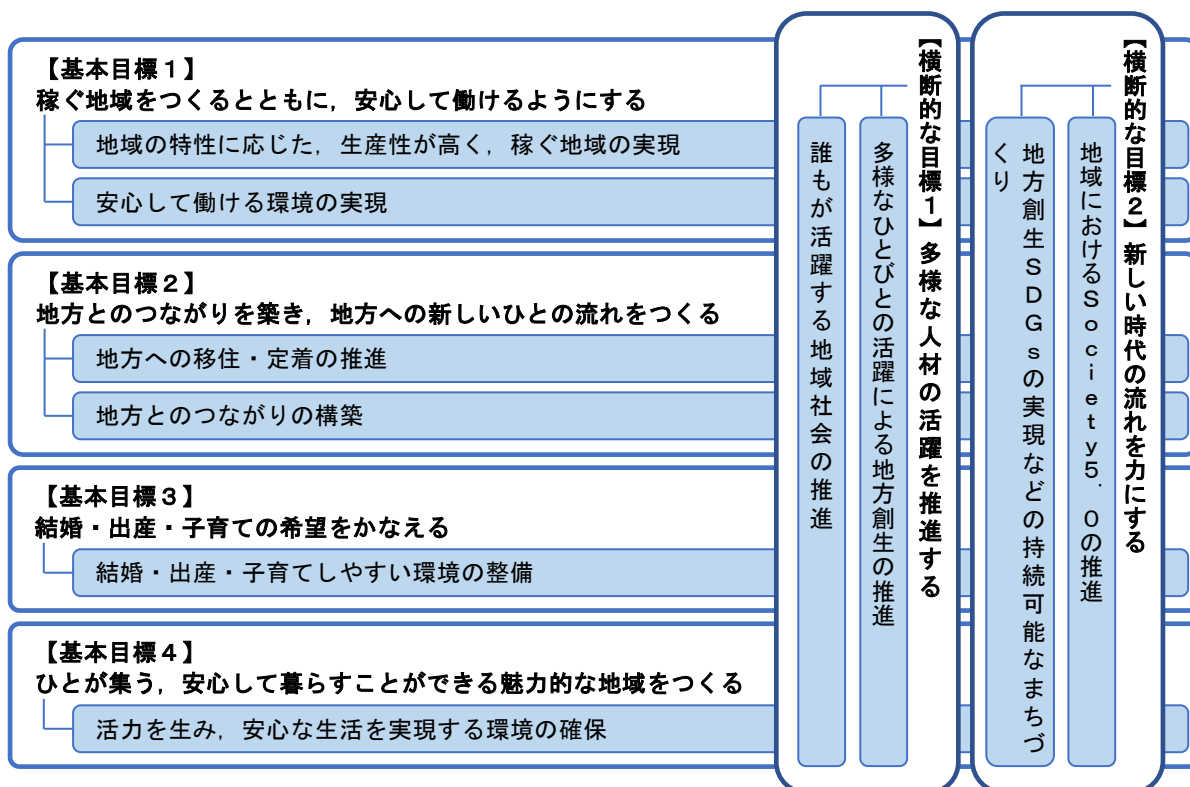 【基本目標１】
稼ぐ地域をつくるとともに，安心して働けるようにする
地域の特性に応じた，生産性が高く，稼ぐ地域の実現
安心して働ける環境の実現
【基本目標２】
地方とのつながりを築き，地方への新しいひとの流れをつくる
地方への移住・定着の推進
地方とのつながりの構築
【基本目標３】
結婚・出産・子育ての希望をかなえる
結婚・出産・子育てしやすい環境の整備
【基本目標４】
ひとが集う，安心して暮らすことができる魅力的な地域をつくる
活力を生み，安心な生活を実現する環境の確保
【横断的な目標１】多様な人材の活躍を推進する
多様なひとびとの活躍による地方創生の推進
誰もが活躍する地域社会の推進
【横断的な目標２】新しい時代の流れを力にする
地域におけるＳｏｃｉｅｔｙ５．０の推進
地方創生ＳＤＧｓの実現などの持続可能なまちづ
くり